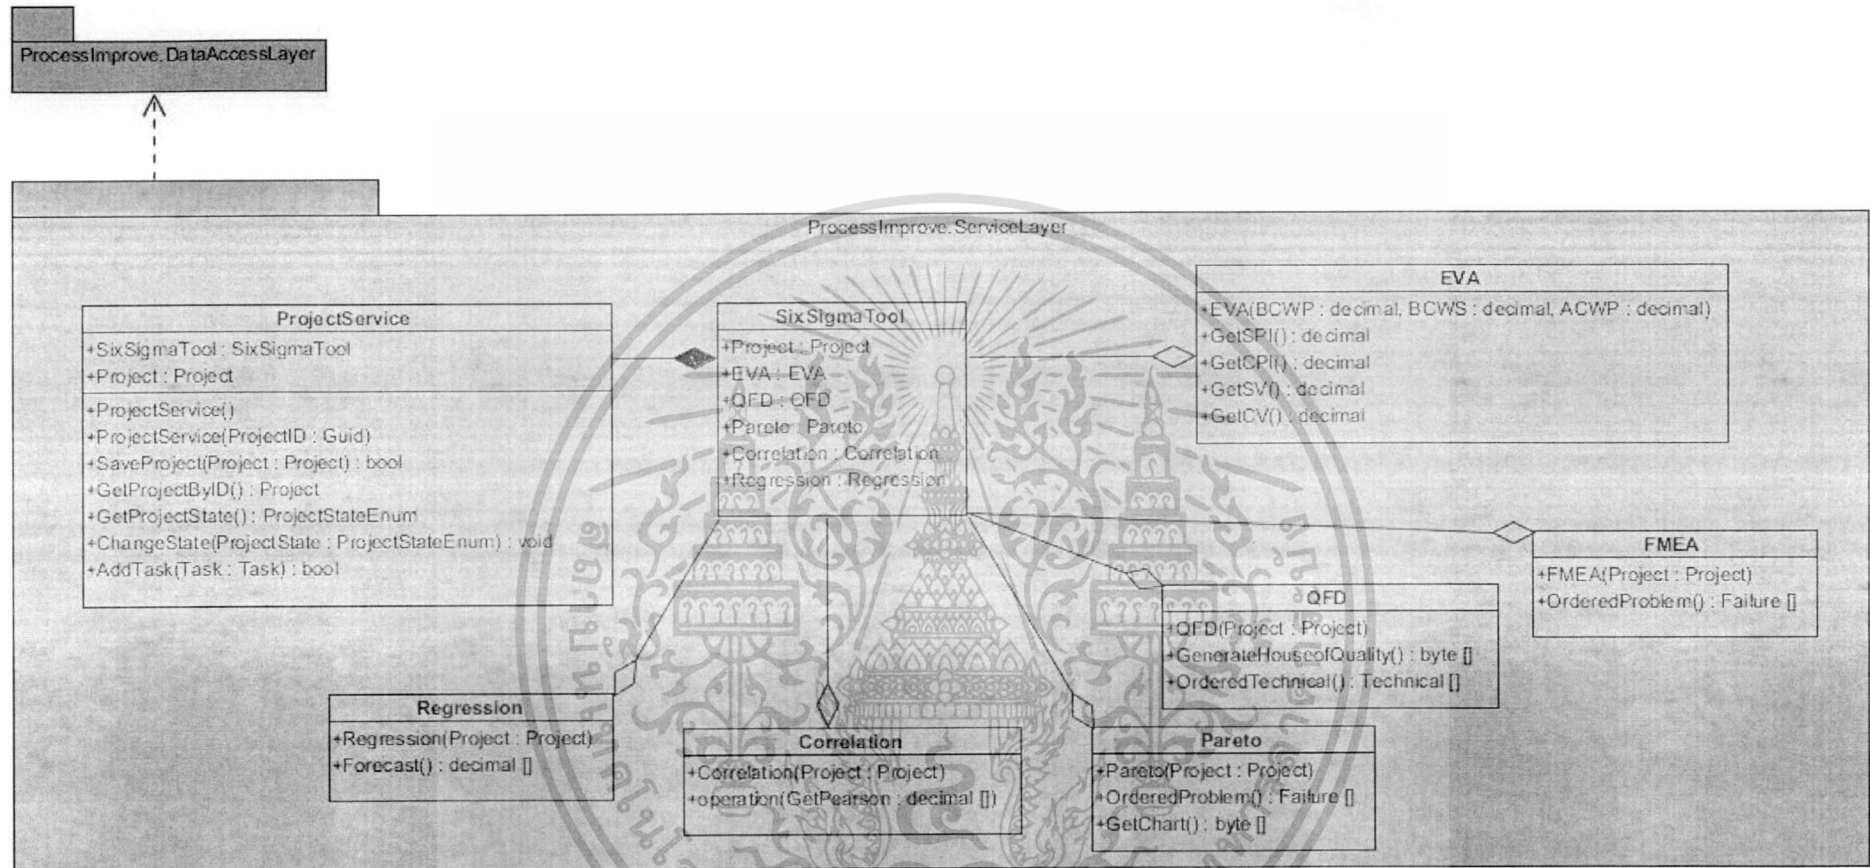 ProcessImprove.DataAccessLayer
ProcessImprove.ServiceLayer
ProjectService
+SixSigmaTool : SixSigmaTool
+Project : Project
+ProjectService()
+ProjectService(ProjectID : Guid)
+SaveProject(Project : Project) : bool
+GetProjectByID() : Project
+GetProjectState() : ProjectStateEnum
+ChangeState(ProjectState : ProjectStateEnum) : void
+AddTask(Task : Task) : bool
SixSigmaTool
+Project : Project
+EVA : EVA
+QFD : QFD
+Pareto : Pareto
+Correlation : Correlation
+Regression : Regression
EVA
+EVA(BCWP : decimal, BCWS : decimal, ACWP : decimal)
+GetSPI() : decimal
+GetCPI() : decimal
+GetSV() : decimal
+GetCV() : decimal
FMEA
+FMEA(Project : Project)
+OrderedProblem() : Failure []
QFD
+QFD(Project : Project)
+GenerateHouseofQuality() : byte []
+OrderedTechnical() : Technical []
Regression
+Regression(Project : Project)
+Forecast() : decimal []
Correlation
+Correlation(Project : Project)
+operation(GetPearson : decimal [])
Pareto
+Pareto(Project : Project)
+OrderedProblem() : Failure []
+GetChart() : byte []